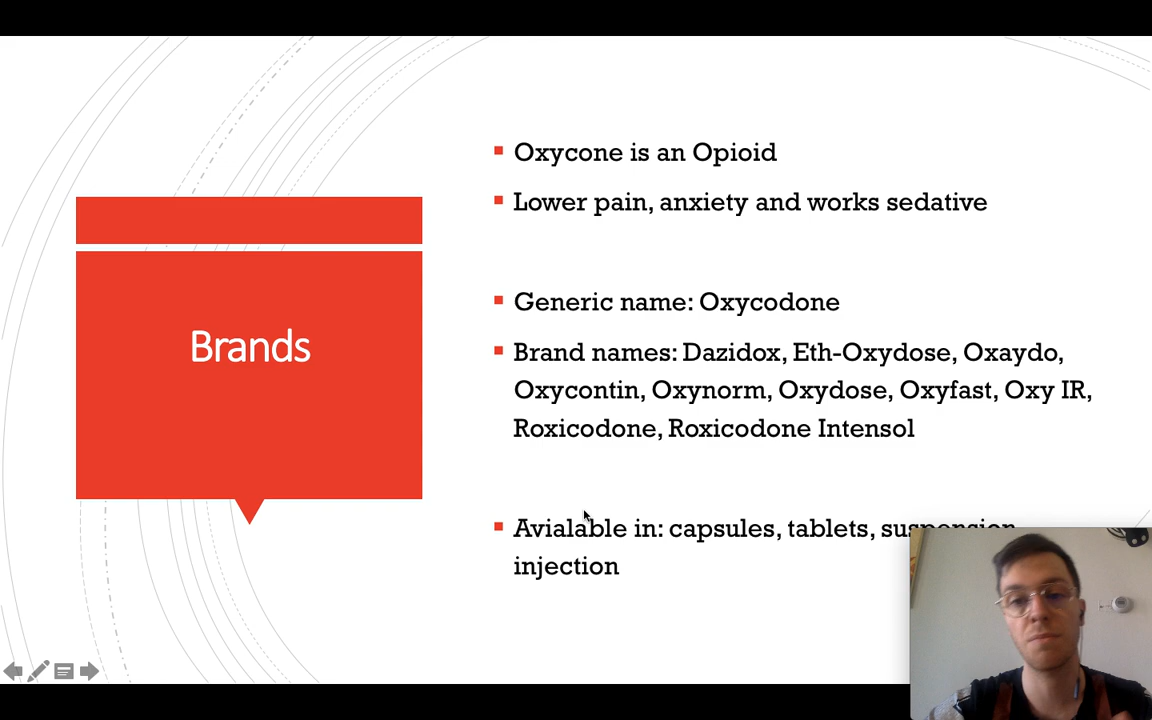 Brands
Oxycone is an Opioid
Lower pain, anxiety and works sedative
Generic name: Oxycodone
Brand names: Dazidox, Eth-Oxydose, Oxaydo,
Oxycontin, Oxynorm, Oxydose, Oxyfast, Oxy IR,
Roxicodone, Roxicodone Intensol
Avialable in: capsules, tablets, suspension
injection